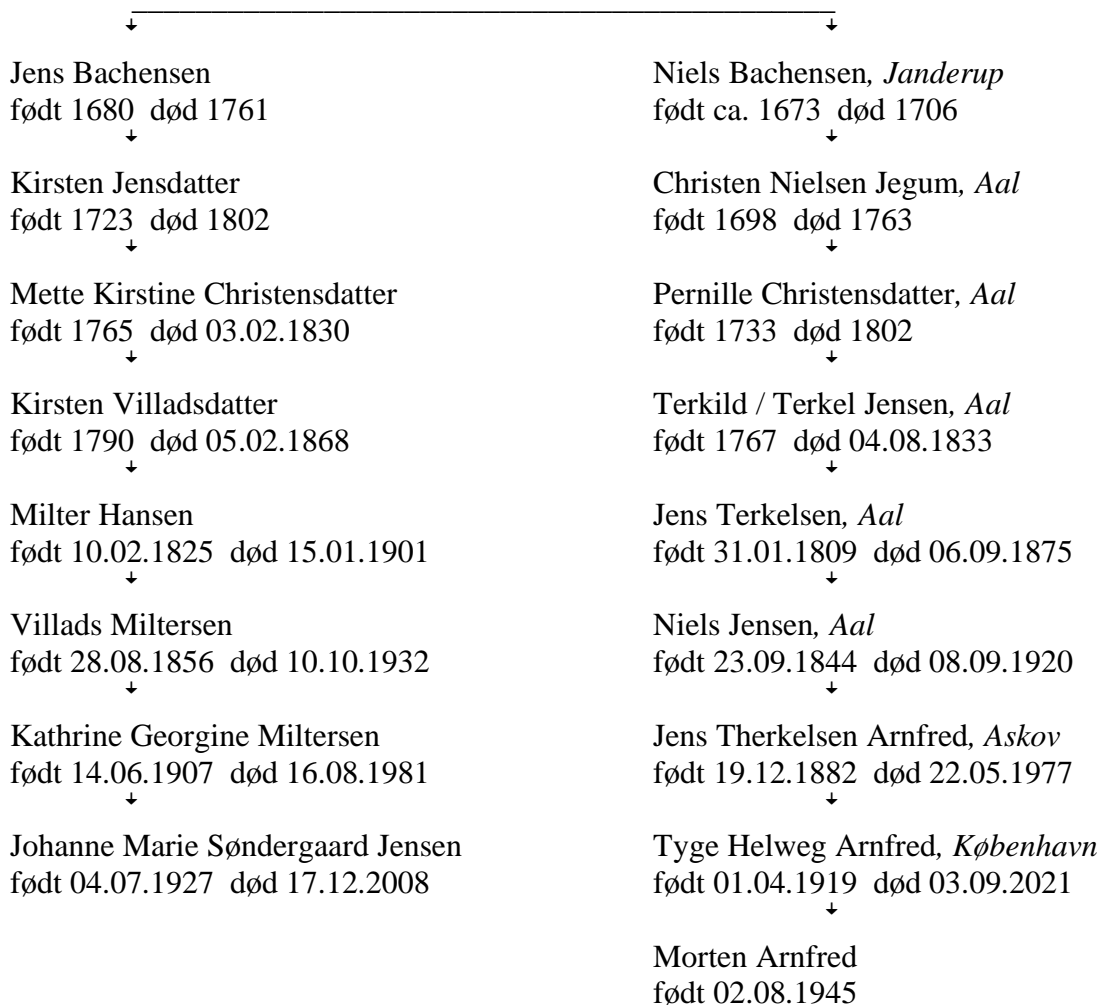 Jens Bachensen
født 1680 død 1761
Kirsten Jensdatter
født 1723 død 1802
Mette Kirstine Christensdatter
født 1765 død 03.02.1830
Kirsten Villadsdatter
født 1790 død 05.02.1868
Milter Hansen
født 10.02.1825 død 15.01.1901
Villads Miltersen
født 28.08.1856 død 10.10.1932
Kathrine Georgine Miltersen
født 14.06.1907 død 16.08.1981
Johanne Marie Søndergaard Jensen
født 04.07.1927 død 17.12.2008
Niels Bachensen, Janderup
født ca. 1673 død 1706
Christen Nielsen Jegum, Aal
født 1698 død 1763
Pernille Christensdatter, Aal
født 1733 død 1802
Terkild / Terkel Jensen, Aal
født 1767 død 04.08.1833
Jens Terkelsen, Aal
født 31.01.1809 død 06.09.1875
Niels Jensen, Aal
født 23.09.1844 død 08.09.1920
Jens Therkelsen Arnfred, Askov
født 19.12.1882 død 22.05.1977
Tyge Helweg Arnfred, København
født 01.04.1919 død 03.09.2021
Morten Arnfred
født 02.08.1945